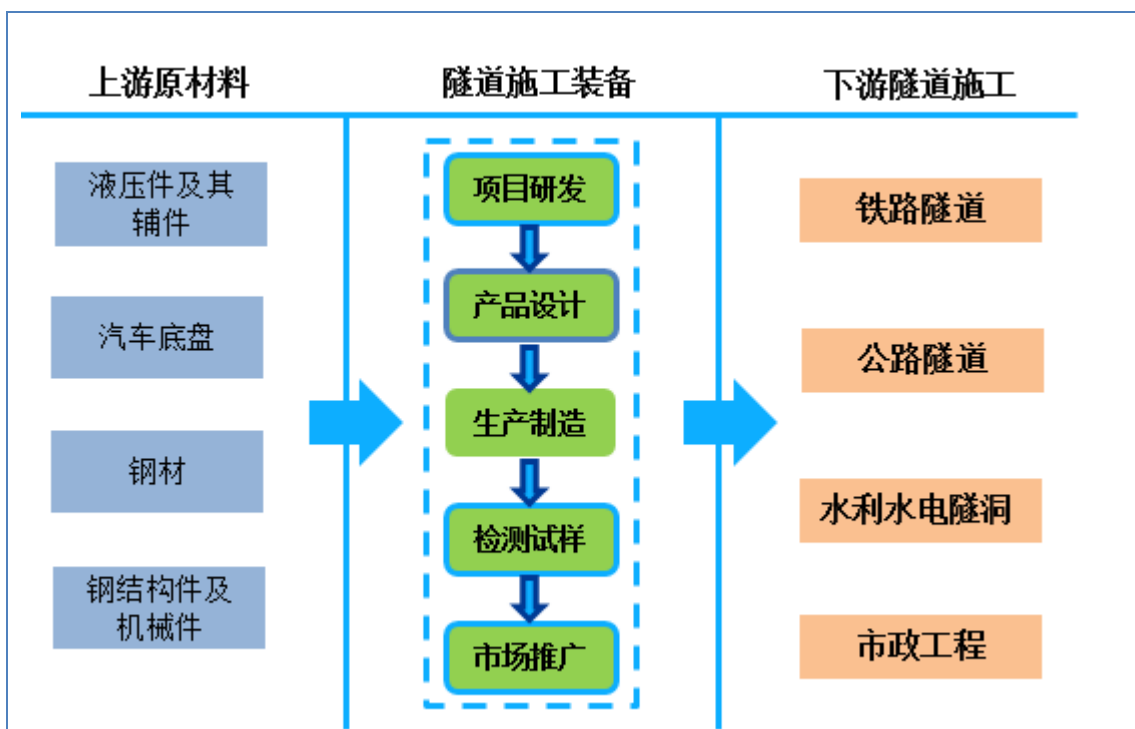 上游原材料
隧道施工装备
下游隧道施工
液压件及其
辅件
汽车底盘
钢材
钢结构件及
机械件
项目研发
产品设计
生产制造
检测试样
市场推广
铁路隧道
公路隧道
水利水电隧洞
市政工程